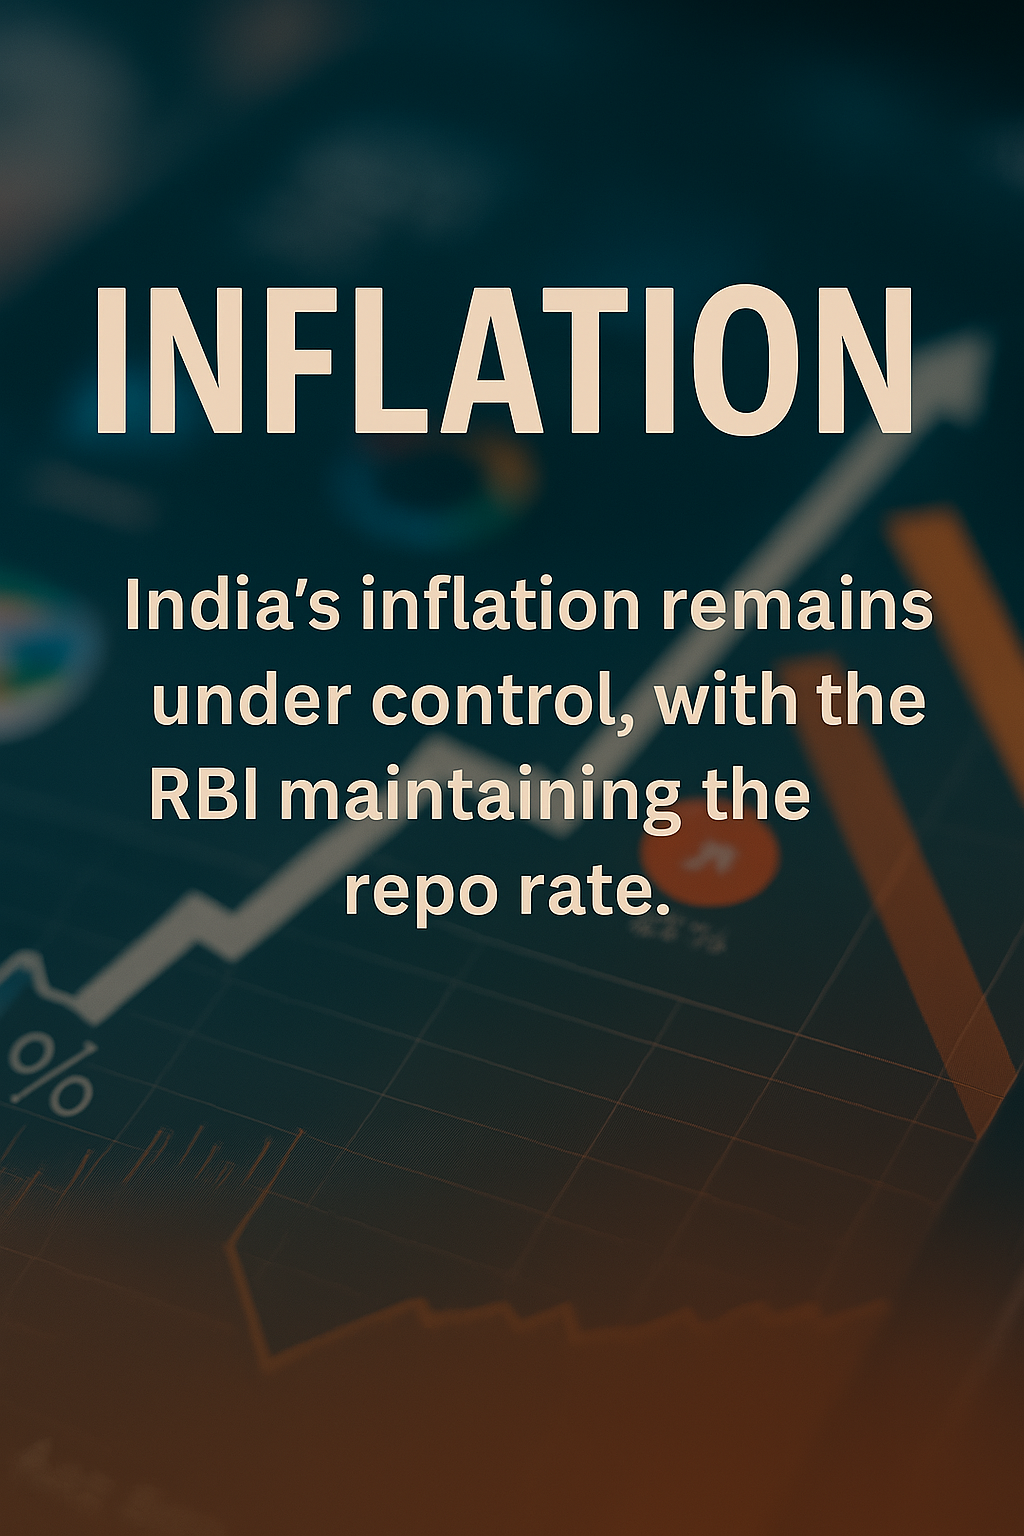 INFLATION
India's inflation remains
under control, with the
RBI maintaining the
repo rate.
%